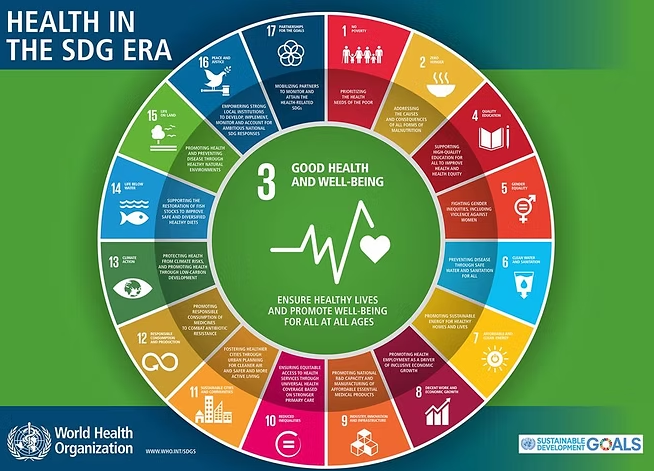 HEALTH IN
THE SDG ERA
1 NO
POVERTY
PRIORITIZING
THE HEALTH
NEEDS OF THE POOR
2 ZERO
HUNGER
ADDRESSING
THE CAUSES
AND CONSEQUENCES
OF ALL FORMS OF
MALNUTRITION
4 QUALITY
EDUCATION
SUPPORTING
HIGH-QUALITY
EDUCATION FOR
ALL TO IMPROVE
HEALTH AND
HEALTH EQUITY
5 GENDER
EQUALITY
FIGHTING GENDER
INEQUITIES, INCLUDING
VIOLENCE AGAINST
WOMEN
6 CLEAN WATER
AND SANITATION
PREVENTING DISEASE
THROUGH SAFE
WATER AND SANITATION
FOR ALL
7 AFFORDABLE AND
CLEAN ENERGY
PROMOTING SUSTAINABLE
ENERGY FOR HEALTHY
HOMES AND LIVES
8 DECENT WORK AND
ECONOMIC GROWTH
PROMOTING HEALTH
EMPLOYMENT AS A DRIVER
OF INCLUSIVE ECONOMIC
GROWTH
9 INDUSTRY, INNOVATION
AND INFRASTRUCTURE
PROMOTING NATIONAL
R&D CAPACITY AND
MANUFACTURING OF
AFFORDABLE ESSENTIAL
MEDICAL PRODUCTS
10 REDUCED
INEQUALITIES
ENSURING EQUITABLE
ACCESS TO HEALTH
SERVICES THROUGH
UNIVERSAL HEALTH
COVERAGE BASED
ON STRONGER
PRIMARY CARE
11 SUSTAINABLE CITIES
AND COMMUNITIES
FOSTERING HEALTHIER
CITIES THROUGH
URBAN PLANNING
FOR CLEANER AIR
AND SAFER AND MORE
ACTIVE LIVING
12 RESPONSIBLE
CONSUMPTION
AND PRODUCTION
PROMOTING
RESPONSIBLE
CONSUMPTION OF
MEDICINES TO
COMBAT ANTIBIOTIC
RESISTANCE
13 CLIMATE
ACTION
PROTECTING HEALTH
FROM CLIMATE RISKS,
AND PROMOTING HEALTH
THROUGH LOW-CARBON
DEVELOPMENT
14 LIFE BELOW
WATER
SUPPORTING THE
RESTORATION OF FISH
STOCKS TO IMPROVE
SAFE AND DIVERSIFIED
HEALTHY DIETS
15 LIFE
ON LAND
PROMOTING HEALTH
AND PREVENTING
DISEASE THROUGH
HEALTHY NATURAL
ENVIRONMENTS
16 PEACE AND
JUSTICE
EMPOWERING STRONG
LOCAL INSTITUTIONS
TO DEVELOP, IMPLEMENT,
MONITOR AND ACCOUNT FOR
AMBITIOUS NATIONAL
SDG RESPONSES
17 PARTNERSHIPS
FOR THE GOALS
MOBILIZING PARTNERS
TO MONITOR AND
ATTAIN THE
HEALTH-RELATED
SDGs
3 GOOD HEALTH
AND WELL-BEING
ENSURE HEALTHY LIVES
AND PROMOTE WELL-BEING
FOR ALL AT ALL AGES
World Health
Organization
WWW.WHO.INT/SDGS
SUSTAINABLE
DEVELOPMENT
GOALS